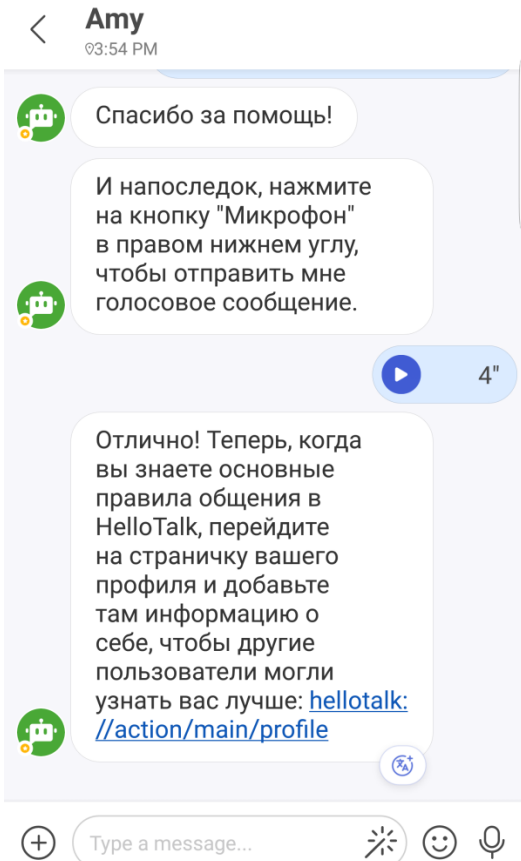 Amy
3:54 PM
Спасибо за помощь!
И напоследок, нажмите
на кнопку "Микрофон"
в правом нижнем углу,
чтобы отправить мне
голосовое сообщение.
4"
Отлично! Теперь, когда
вы знаете основные
правила общения в
HelloTalk, перейдите
на страничку вашего
профиля и добавьте
там информацию о
себе, чтобы другие
пользователи могли
узнать вас лучше: hellotalk:
//action/main/profile
Type a message...